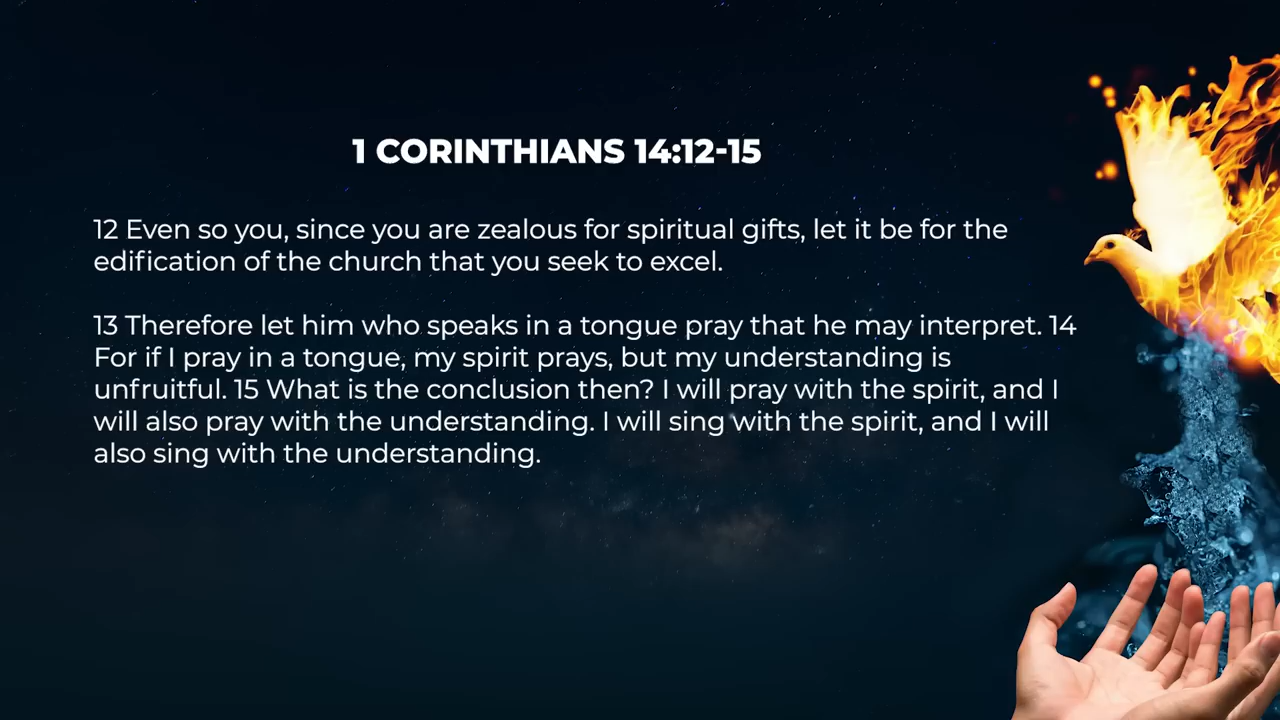 1 CORINTHIANS 14:12-15
12 Even so you, since you are zealous for spiritual gifts, let it be for the
edification of the church that you seek to excel.
13 Therefore let him who speaks in a tongue pray that he may interpret. 14
For if I pray in a tongue, my spirit prays, but my understanding is
unfruitful. 15 What is the conclusion then? I will pray with the spirit, and I
will also pray with the understanding. I will sing with the spirit, and I will
also sing with the understanding.